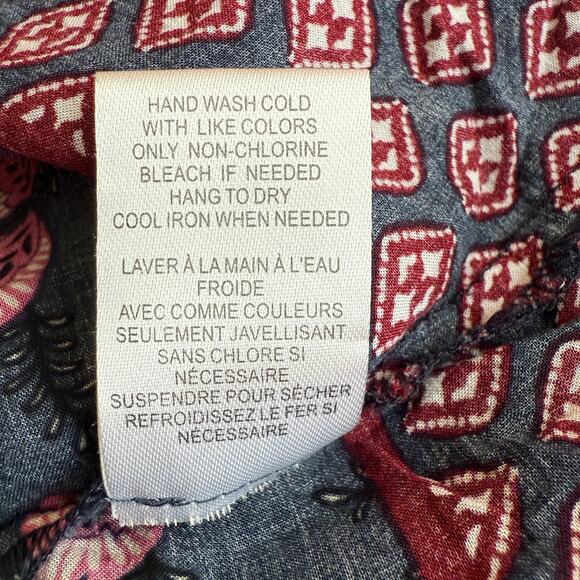 HAND WASH COLD
WITH LIKE COLORS
ONLY NON-CHLORINE
BLEACH IF NEEDED
HANG TO DRY
COOL IRON WHEN NEEDED
LAVER À LA MAIN À L'EAU
FROIDE
AVEC COMME COULEURS
SEULEMENT JAVELLISANT
SANS CHLORE SI
NÉCESSAIRE
SUSPENDRE POUR SÉCHER
REFROIDISSEZ LE FER SI
NÉCESSAIRE